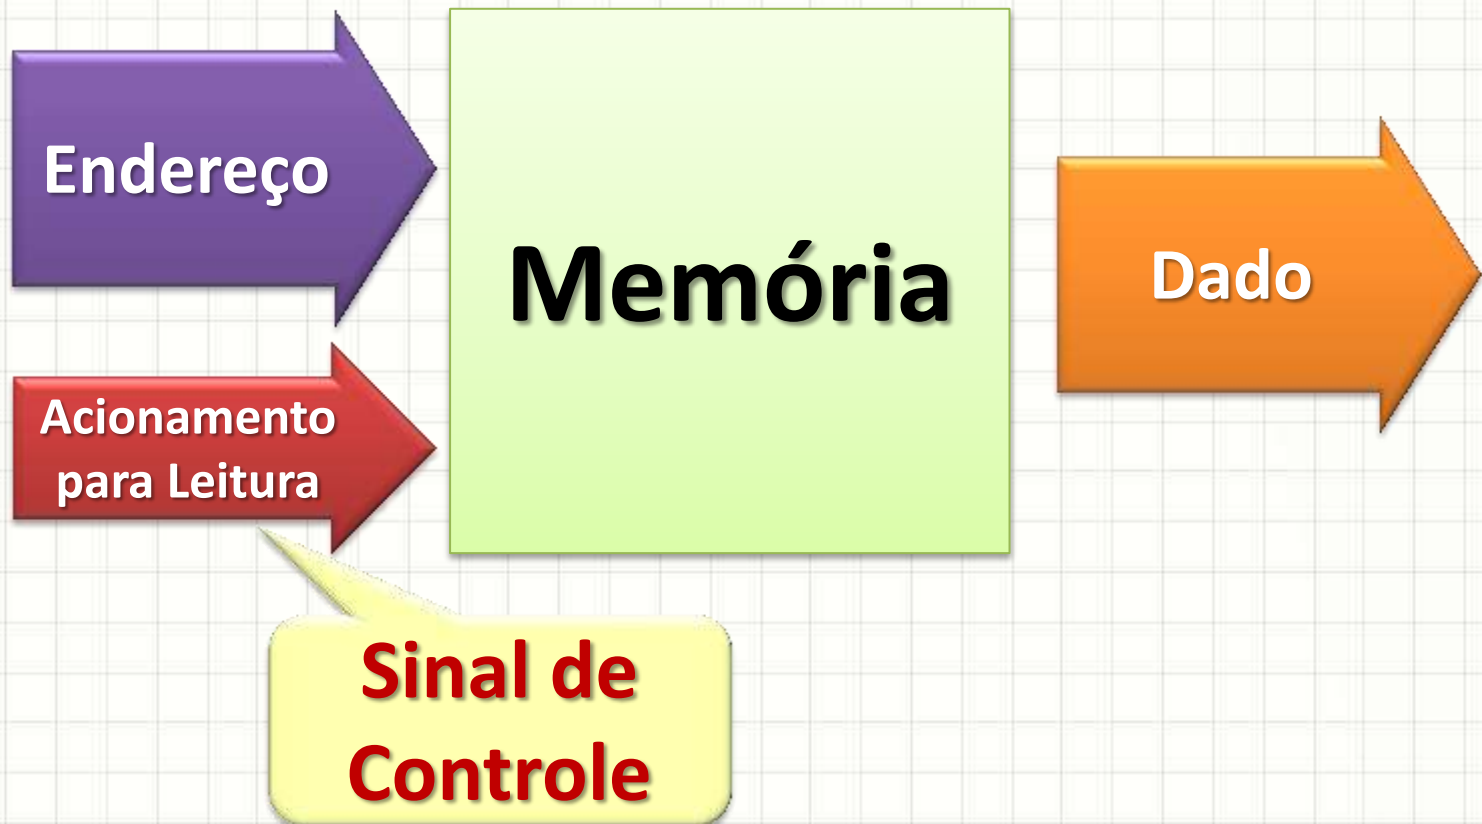 Endereço
Memória
Dado
Acionamento
para Leitura
Sinal de
Controle